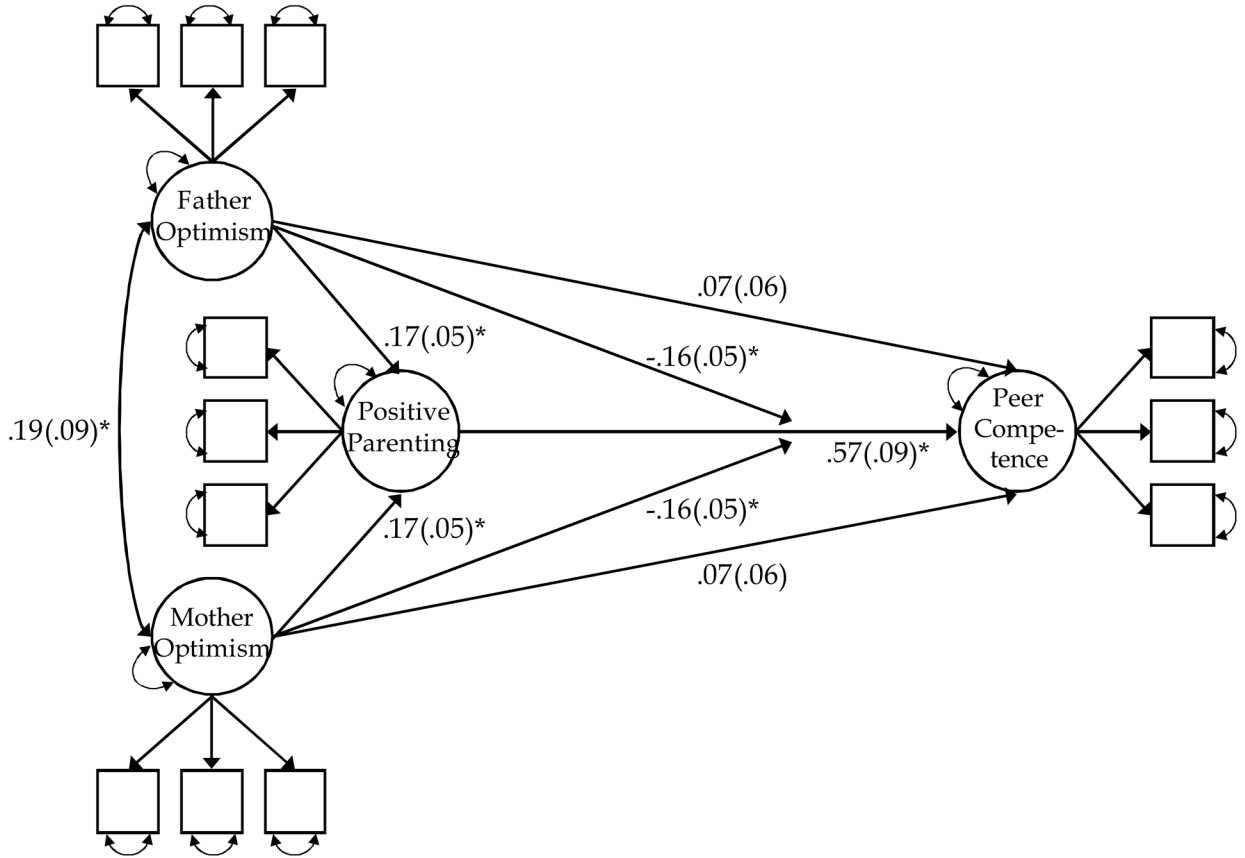 Father
Optimism
.07(.06)
.17(.05)*
-.16(.05)*
Positive
Parenting
Peer
Compe-
tence
.19(.09)*
.57(.09)*
.17(.05)*
-.16(.05)*
.07(.06)
Mother
Optimism